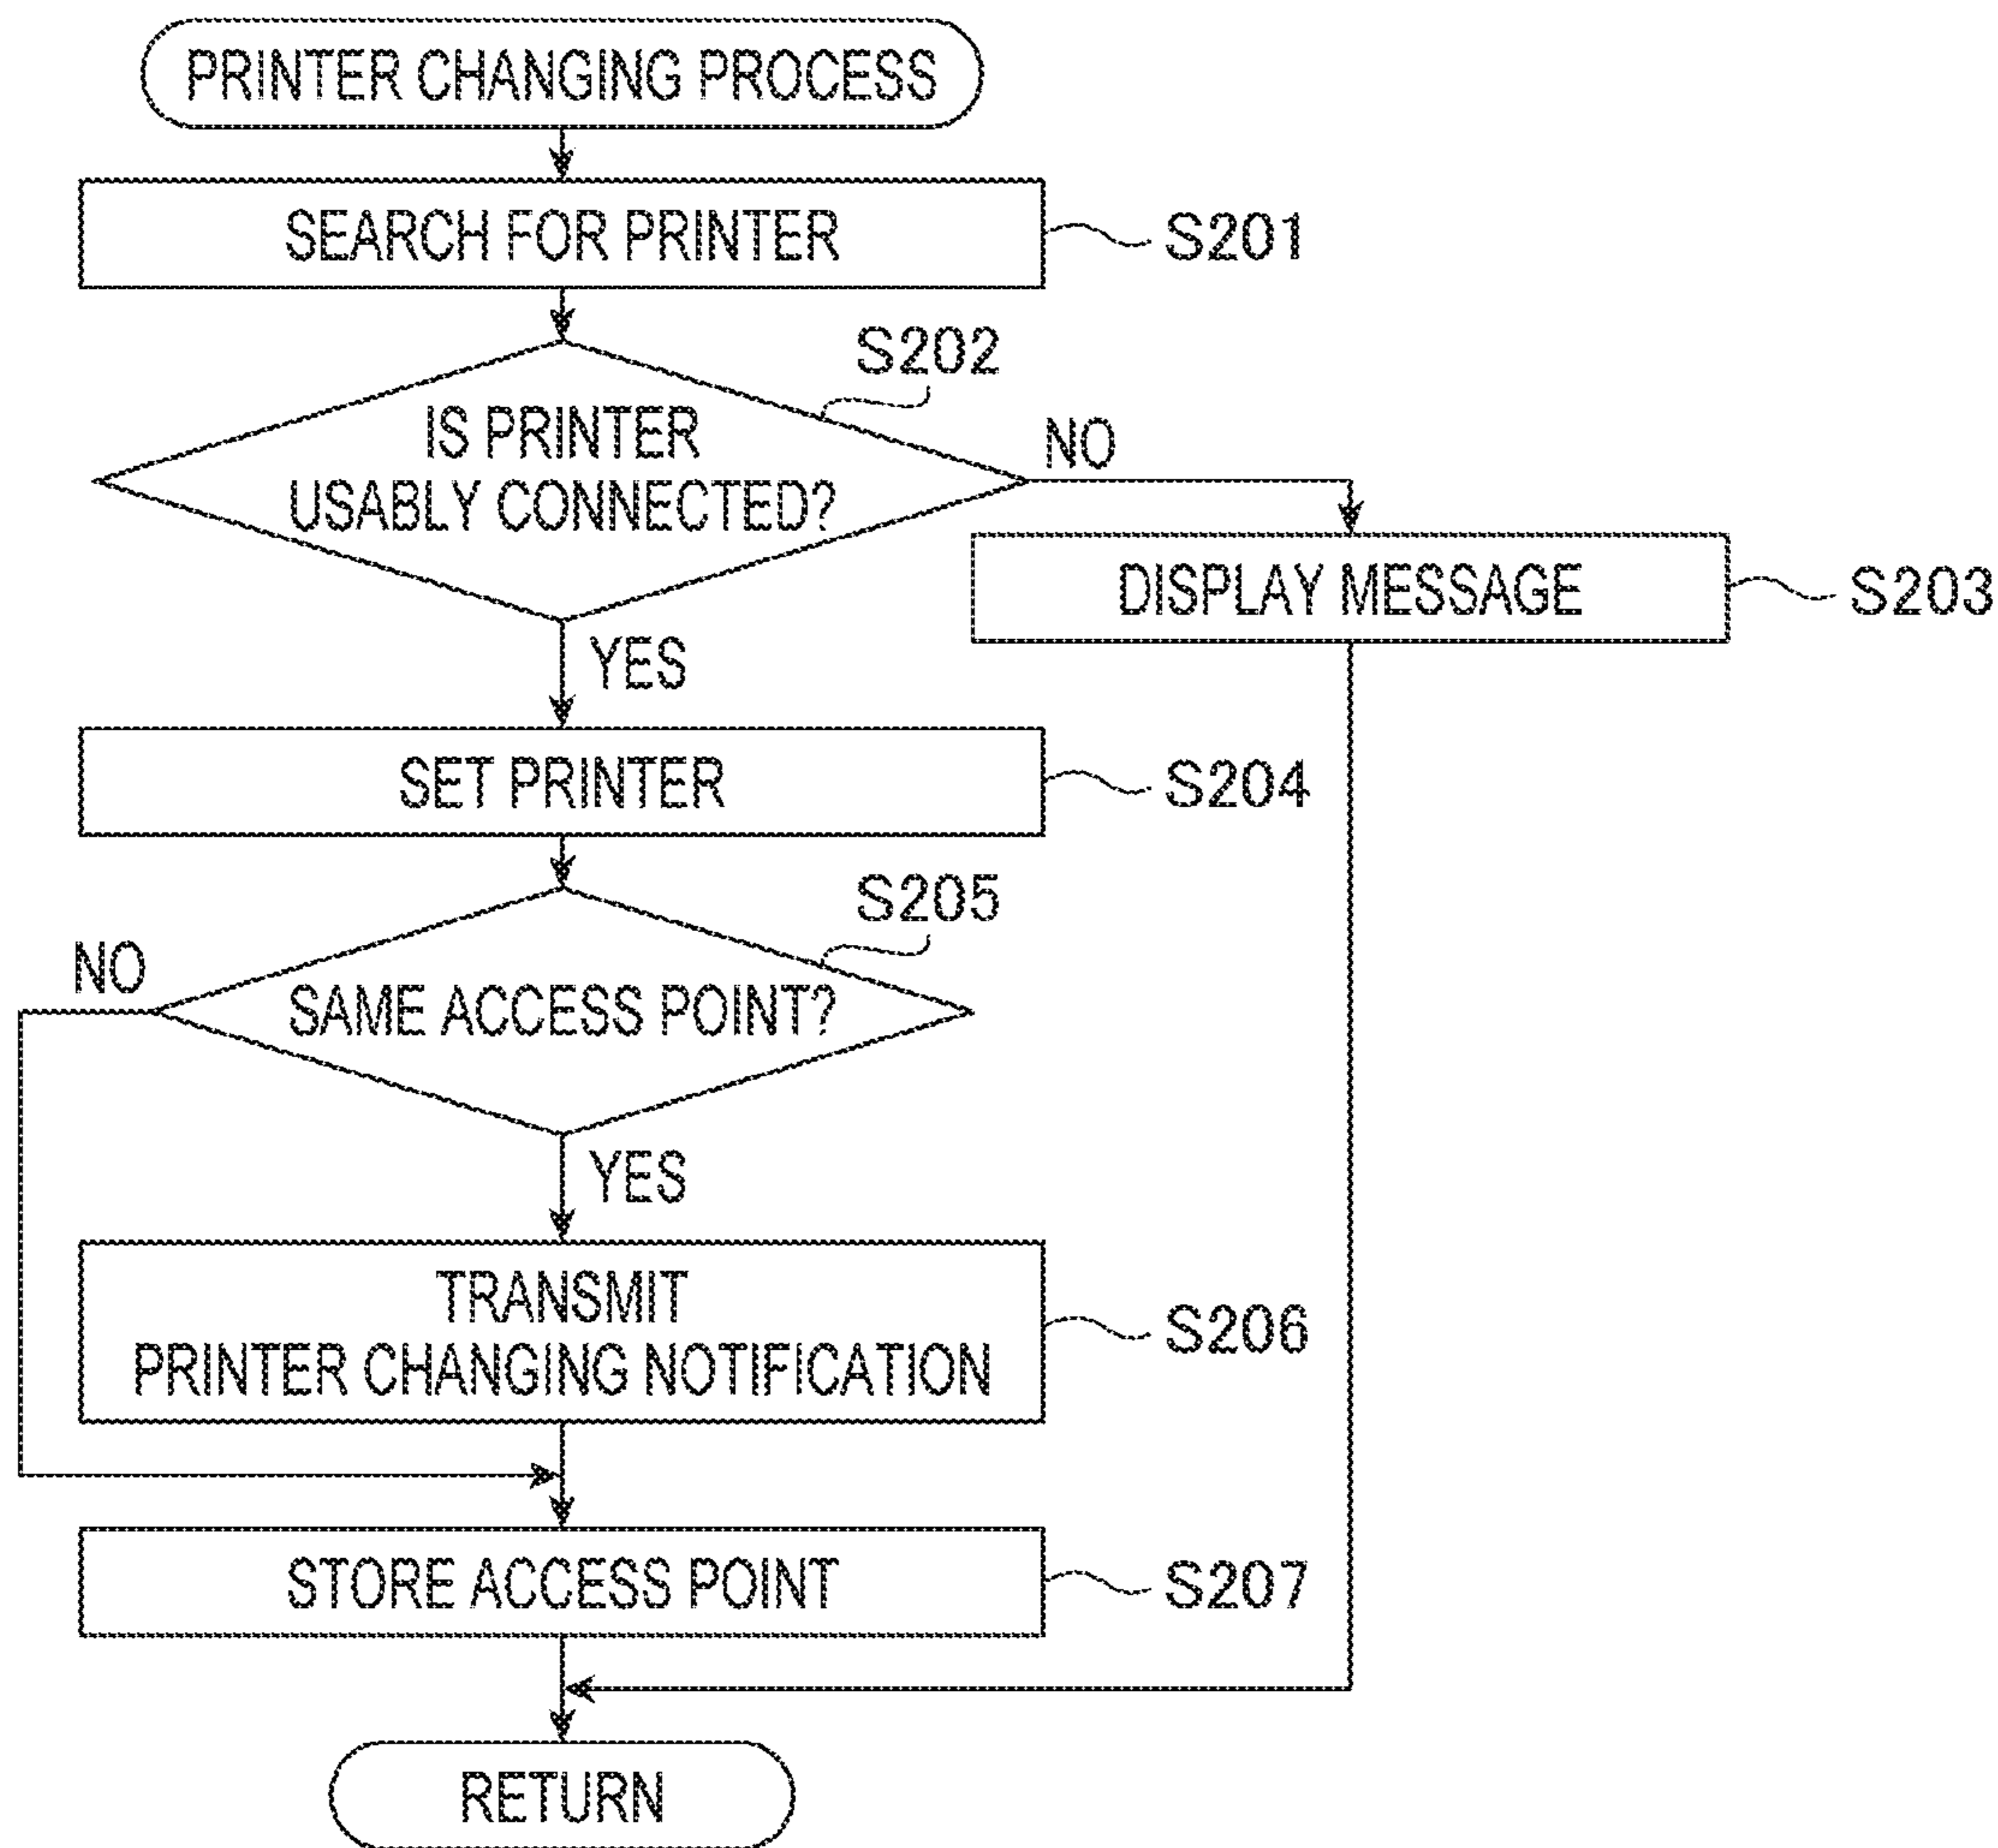 PRINTER CHANGING PROCESS
SEARCH FOR PRINTER
S201
S202
IS PRINTER
USABLY CONNECTED?
NO
DISPLAY MESSAGE
S203
YES
SET PRINTER
S204
S205
NO
SAME ACCESS POINT?
YES
TRANSMIT
PRINTER CHANGING NOTIFICATION
S206
STORE ACCESS POINT
S207
RETURN